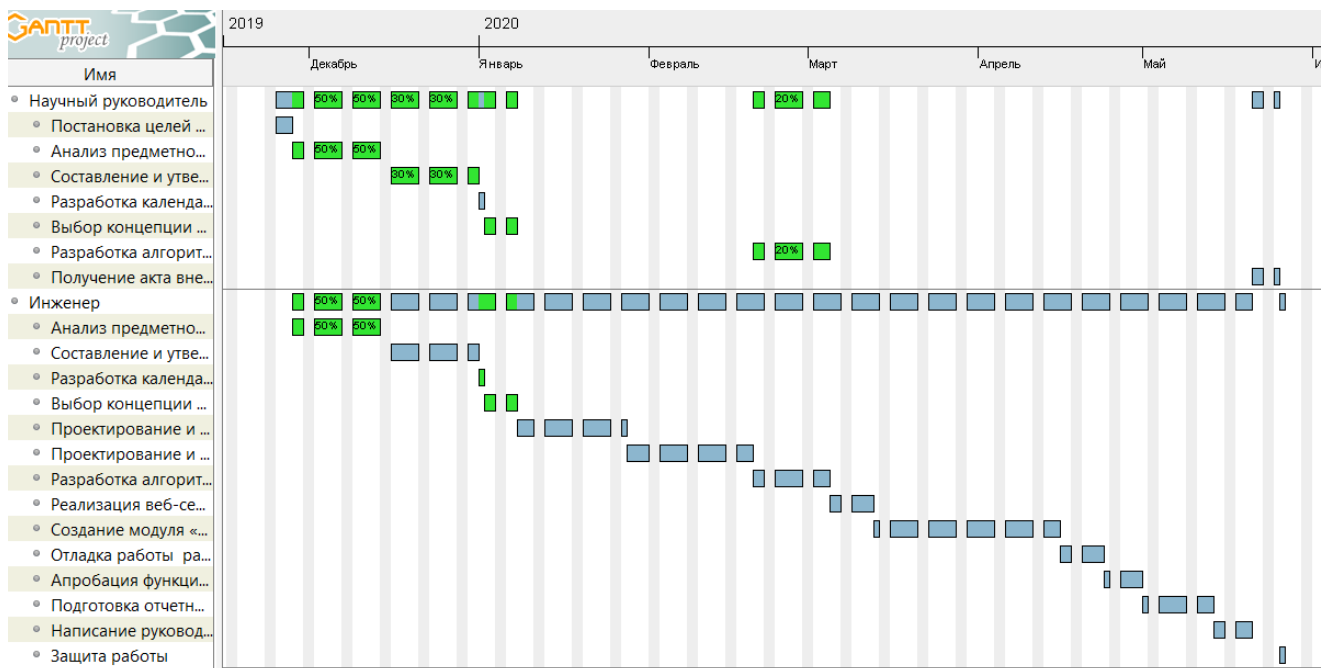 GANTT
project
2019 2020
Декабрь Январь Февраль Март Апрель Май И
Имя
Научный руководитель 50% 50% 30% 30% 20%
Постановка целей ...
Анализ предметно... 50% 50%
Составление и утве... 30% 30%
Разработка календа...
Выбор концепции ...
Разработка алгорит... 20%
Получение акта вне...
Инженер 50% 50%
Анализ предметно... 50% 50%
Составление и утве...
Разработка календа...
Выбор концепции ...
Проектирование и ...
Проектирование и ...
Разработка алгорит...
Реализация веб-се...
Создание модуля «...
Отладка работы ра...
Апробация функци...
Подготовка отчетн...
Написание руковод...
Защита работы